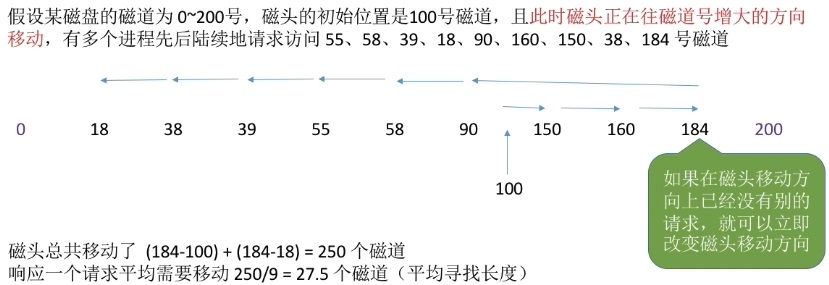 假设某磁盘的磁道为 0~200号，磁头的初始位置是100号磁道，且此时磁头正在往磁道号增大的方向
移动，有多个进程先后陆续地请求访问 55、58、39、18、90、160、150、38、184 号磁道
0 18 38 39 55 58 90 150 160 184 200
100
如果在磁头移动方
向上已经没有别的
请求，就可以立即
改变磁头移动方向
磁头总共移动了 (184-100) + (184-18) = 250 个磁道
响应一个请求平均需要移动 250/9 = 27.5 个磁道（平均寻找长度）